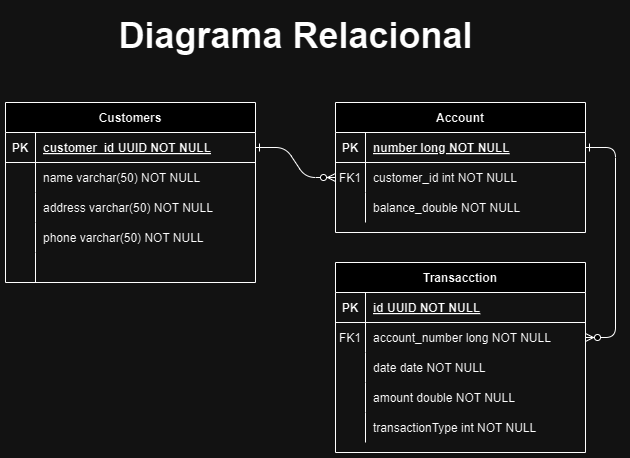 Diagrama Relacional
Customers
PK customer_id UUID NOT NULL
name varchar(50) NOT NULL
address varchar(50) NOT NULL
phone varchar(50) NOT NULL
Account
PK number long NOT NULL
FK1 customer_id int NOT NULL
balance_double NOT NULL
Transacction
PK id UUID NOT NULL
FK1 account_number long NOT NULL
date date NOT NULL
amount double NOT NULL
transactionType int NOT NULL